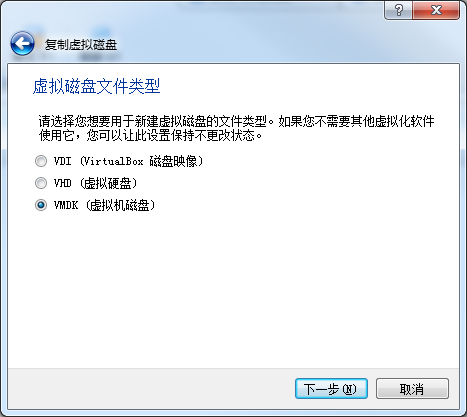 复制虚拟磁盘
虚拟磁盘文件类型
请选择您想要用于新建虚拟磁盘的文件类型。如果您不需要其他虚拟化软件
使用它，您可以让此设置保持不更改状态。
VDI (VirtualBox 磁盘映像)
VHD (虚拟硬盘)
VMDK (虚拟机磁盘)
下一步(N) 取消